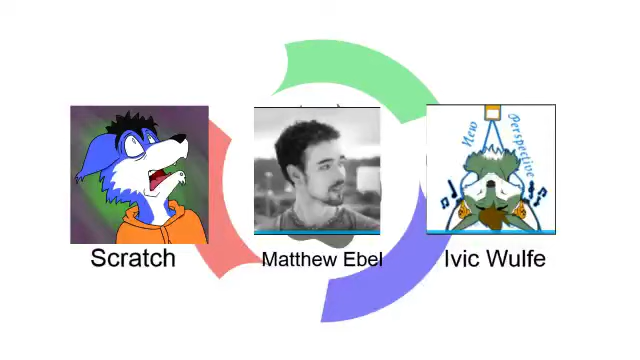 New
Perspective
Scratch
Matthew Ebel
Ivic Wulfe